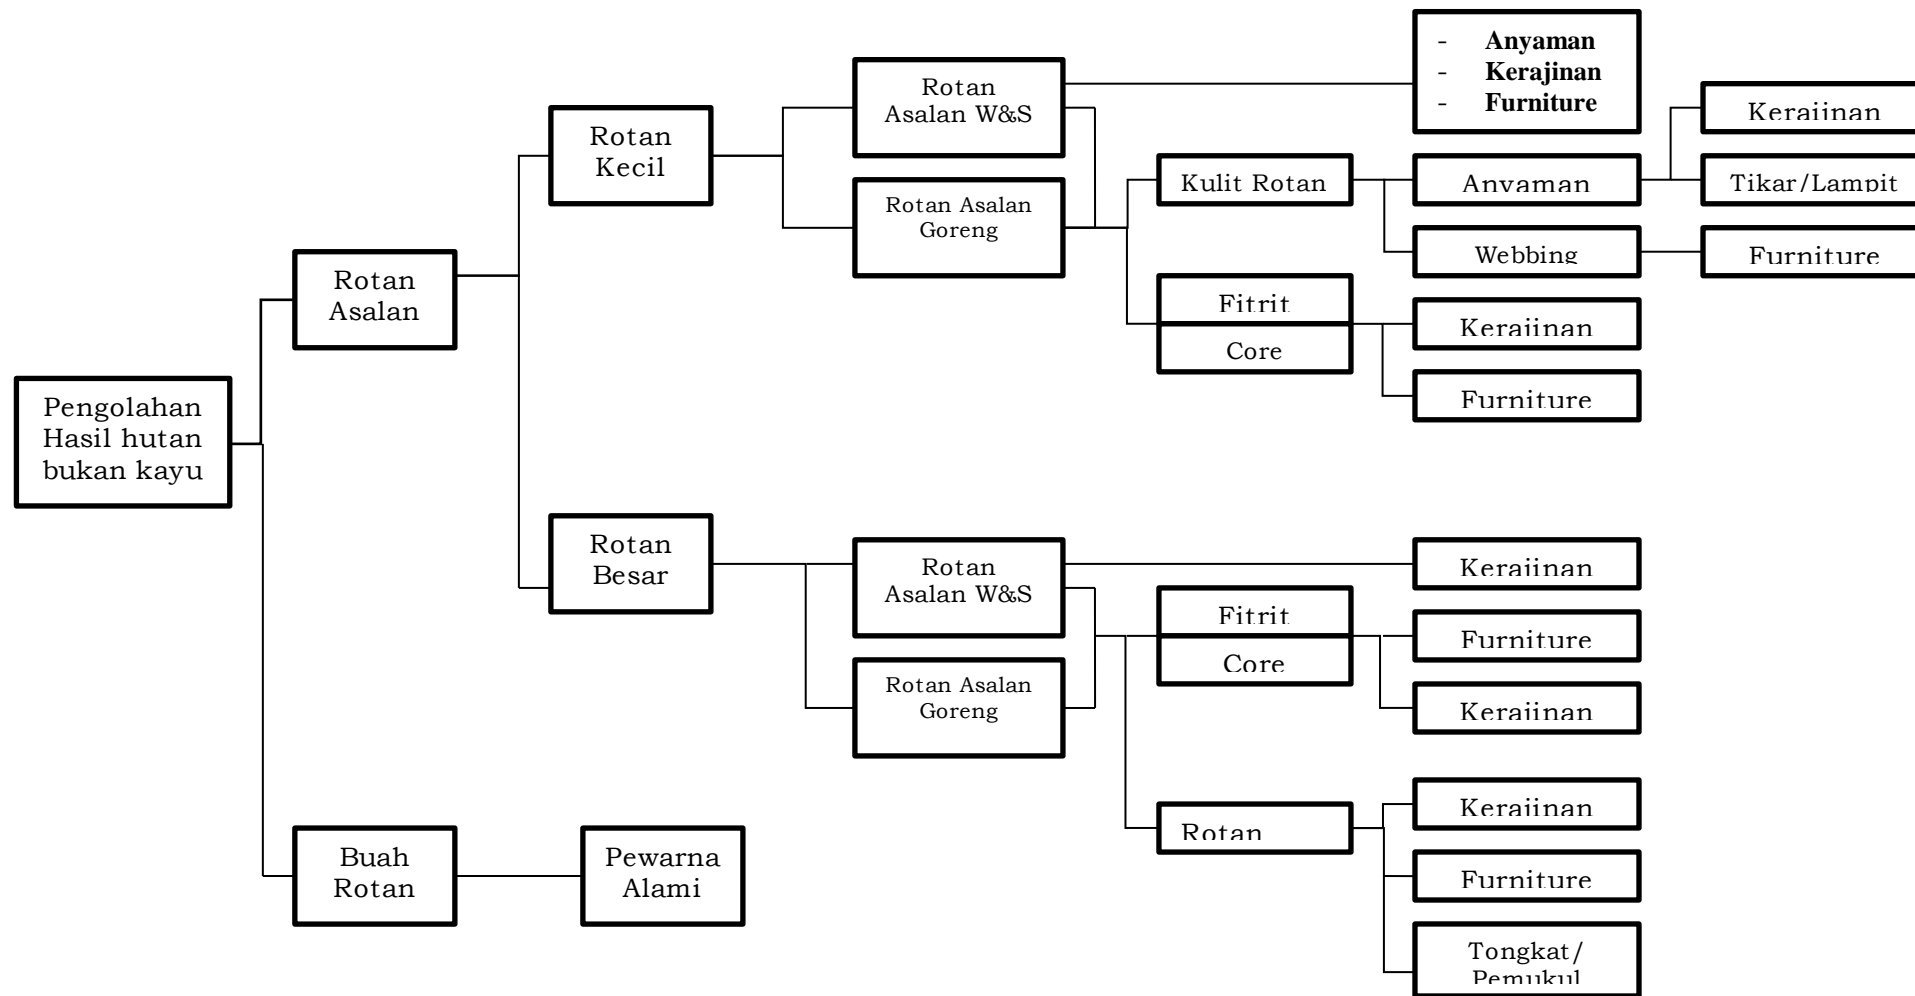 - Anyaman
- Kerajinan
- Furniture
Rotan
Asalan W&S
Kerajinan
Rotan
Kecil
Kulit Rotan
Anyaman
Tikar/Lampit
Rotan Asalan
Goreng
Webbing
Furniture
Rotan
Asalan
Fitrit
Core
Kerajinan
Furniture
Pengolahan
Hasil hutan
bukan kayu
Rotan
Besar
Rotan
Asalan W&S
Kerajinan
Fitrit
Core
Furniture
Rotan Asalan
Goreng
Kerajinan
Rotan
Kerajinan
Furniture
Tongkat/
Pemukul
Buah
Rotan
Pewarna
Alami